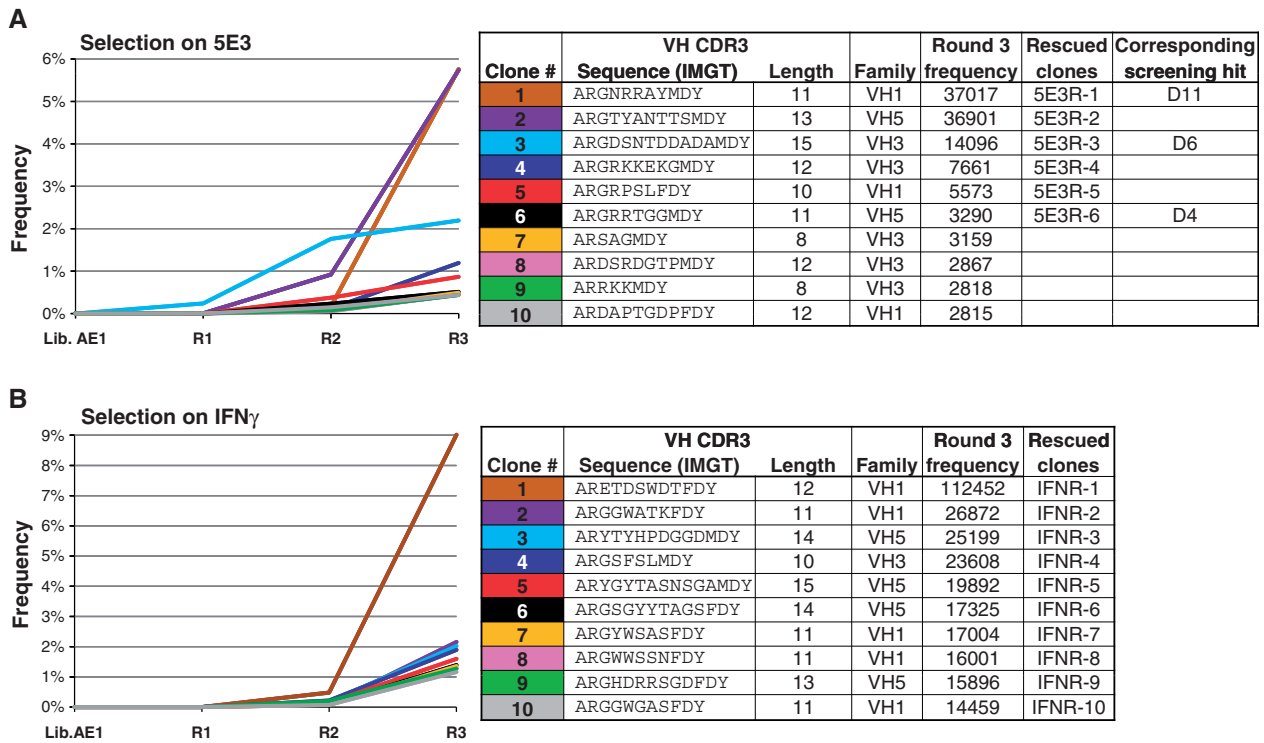 A
Selection on 5E3
6%
5%
4%
3%
2%
1%
0%
Frequency
Lib. AE1 R1 R2 R3
VH CDR3 Round 3 Rescued Corresponding
Clone # Sequence (IMGT) Length Family frequency clones screening hit
1 ARGNRRAYMDY 11 VH1 37017 5E3R-1 D11
2 ARGTYANTTSMDY 13 VH5 36901 5E3R-2
3 ARGDSNTDDADAMDY 15 VH3 14096 5E3R-3 D6
4 ARGRKKEKGMDY 12 VH3 7661 5E3R-4
5 ARGRPSLFDY 10 VH1 5573 5E3R-5
6 ARGRRTGGMDY 11 VH5 3290 5E3R-6 D4
7 ARSAGMDY 8 VH3 3159
8 ARDSRDGTPMDY 12 VH3 2867
9 ARRKKMDY 8 VH3 2818
10 ARDAPTGDPFDY 12 VH1 2815
B
Selection on IFNγ
9%
8%
7%
6%
5%
4%
3%
2%
1%
0%
Frequency
Lib.AE1 R1 R2 R3
VH CDR3 Round 3 Rescued
Clone # Sequence (IMGT) Length Family frequency clones
1 ARETDSWDTFDY 12 VH1 112452 IFNR-1
2 ARGGWATKFDY 11 VH1 26872 IFNR-2
3 ARYTYHPDGGDMDY 14 VH5 25199 IFNR-3
4 ARGSFSLMDY 10 VH3 23608 IFNR-4
5 ARYGYTASNSGAMDY 15 VH5 19892 IFNR-5
6 ARGSGYYTAGSFDY 14 VH5 17325 IFNR-6
7 ARGYWSASFDY 11 VH1 17004 IFNR-7
8 ARGWWSSNFDY 11 VH1 16001 IFNR-8
9 ARGHDRRSGDFDY 13 VH5 15896 IFNR-9
10 ARGGWGASFDY 11 VH1 14459 IFNR-10